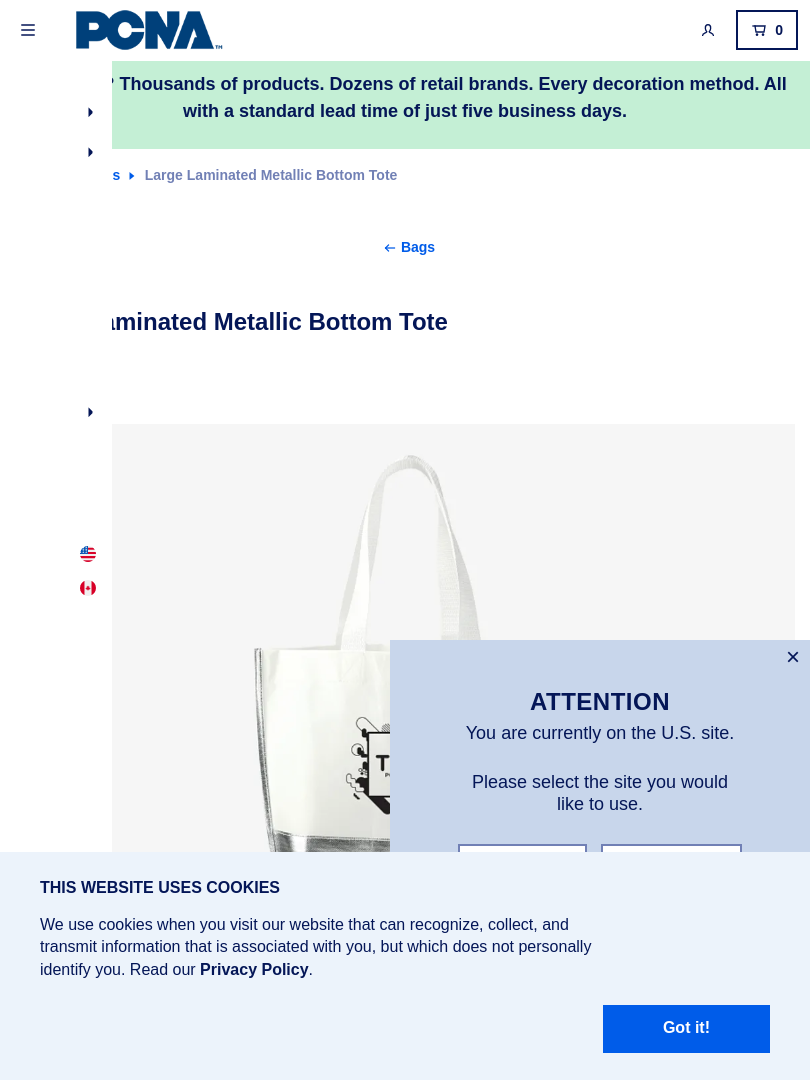 PCNA™
0
? Thousands of products. Dozens of retail brands. Every decoration method. All
with a standard lead time of just five business days.
Large Laminated Metallic Bottom Tote
Bags
aminated Metallic Bottom Tote
ATTENTION
You are currently on the U.S. site.
Please select the site you would
like to use.
THIS WEBSITE USES COOKIES
We use cookies when you visit our website that can recognize, collect, and
transmit information that is associated with you, but which does not personally
identify you. Read our Privacy Policy.
Got it!